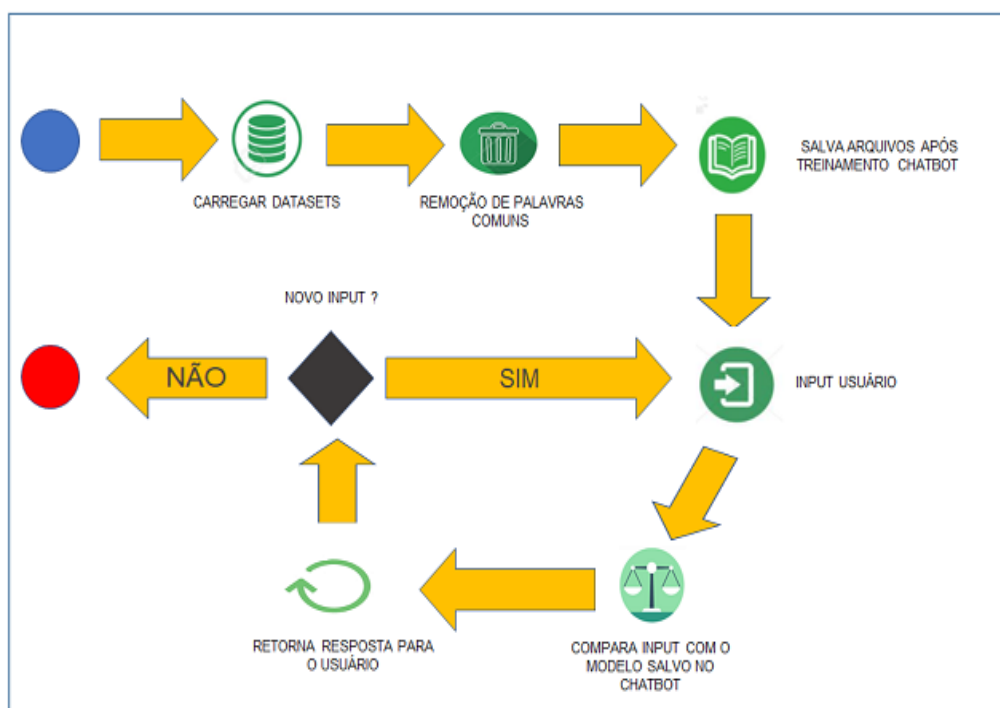 SALVA ARQUIVOS APÓS
TREINAMENTO CHATBOT
CARREGAR DATASETS
REMOÇÃO DE PALAVRAS
COMUNS
NOVO INPUT ?
NÃO
SIM
INPUT USUÁRIO
RETORNA RESPOSTA PARA
O USUÁRIO
COMPARA INPUT COM O
MODELO SALVO NO
CHATBOT